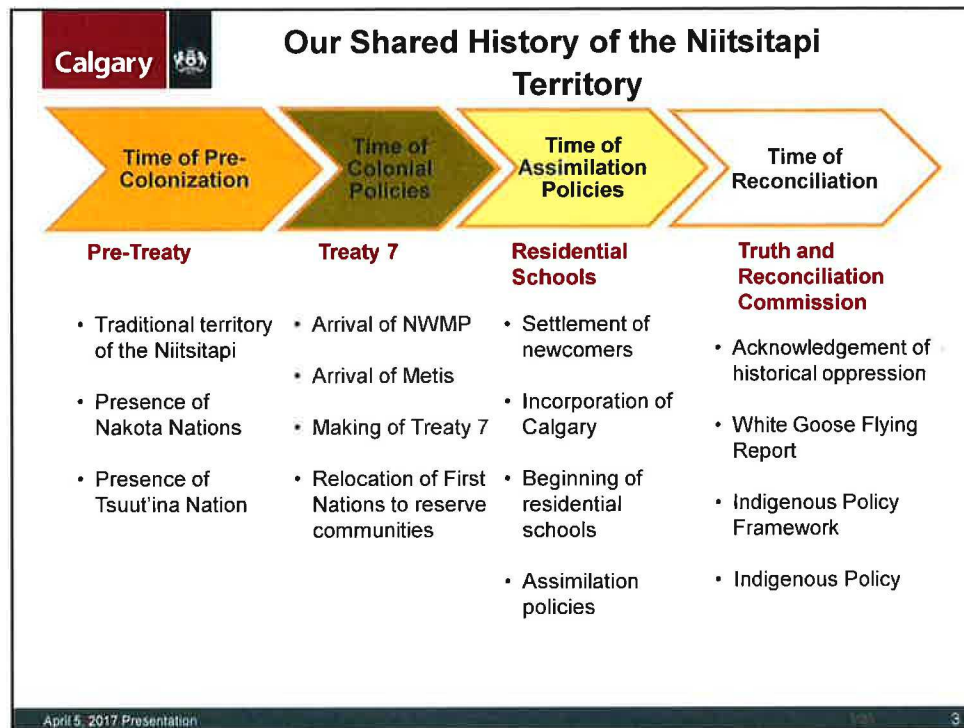 Calgary
Our Shared History of the Niitsitapi
Territory
Time of Pre-
Colonization
Time of
Colonial
Policies
Time of
Assimilation
Policies
Time of
Reconciliation
Pre-Treaty
• Traditional territory
of the Niitsitapi
• Presence of
Nakota Nations
• Presence of
Tsuut'ina Nation
Treaty 7
• Arrival of NWMP
• Arrival of Metis
• Making of Treaty 7
• Relocation of First
Nations to reserve
communities
Residential
Schools
• Settlement of
newcomers
• Incorporation of
Calgary
• Beginning of
residential
schools
• Assimilation
policies
Truth and
Reconciliation
Commission
• Acknowledgement of
historical oppression
• White Goose Flying
Report
• Indigenous Policy
Framework
• Indigenous Policy
April 5, 2017 Presentation
3